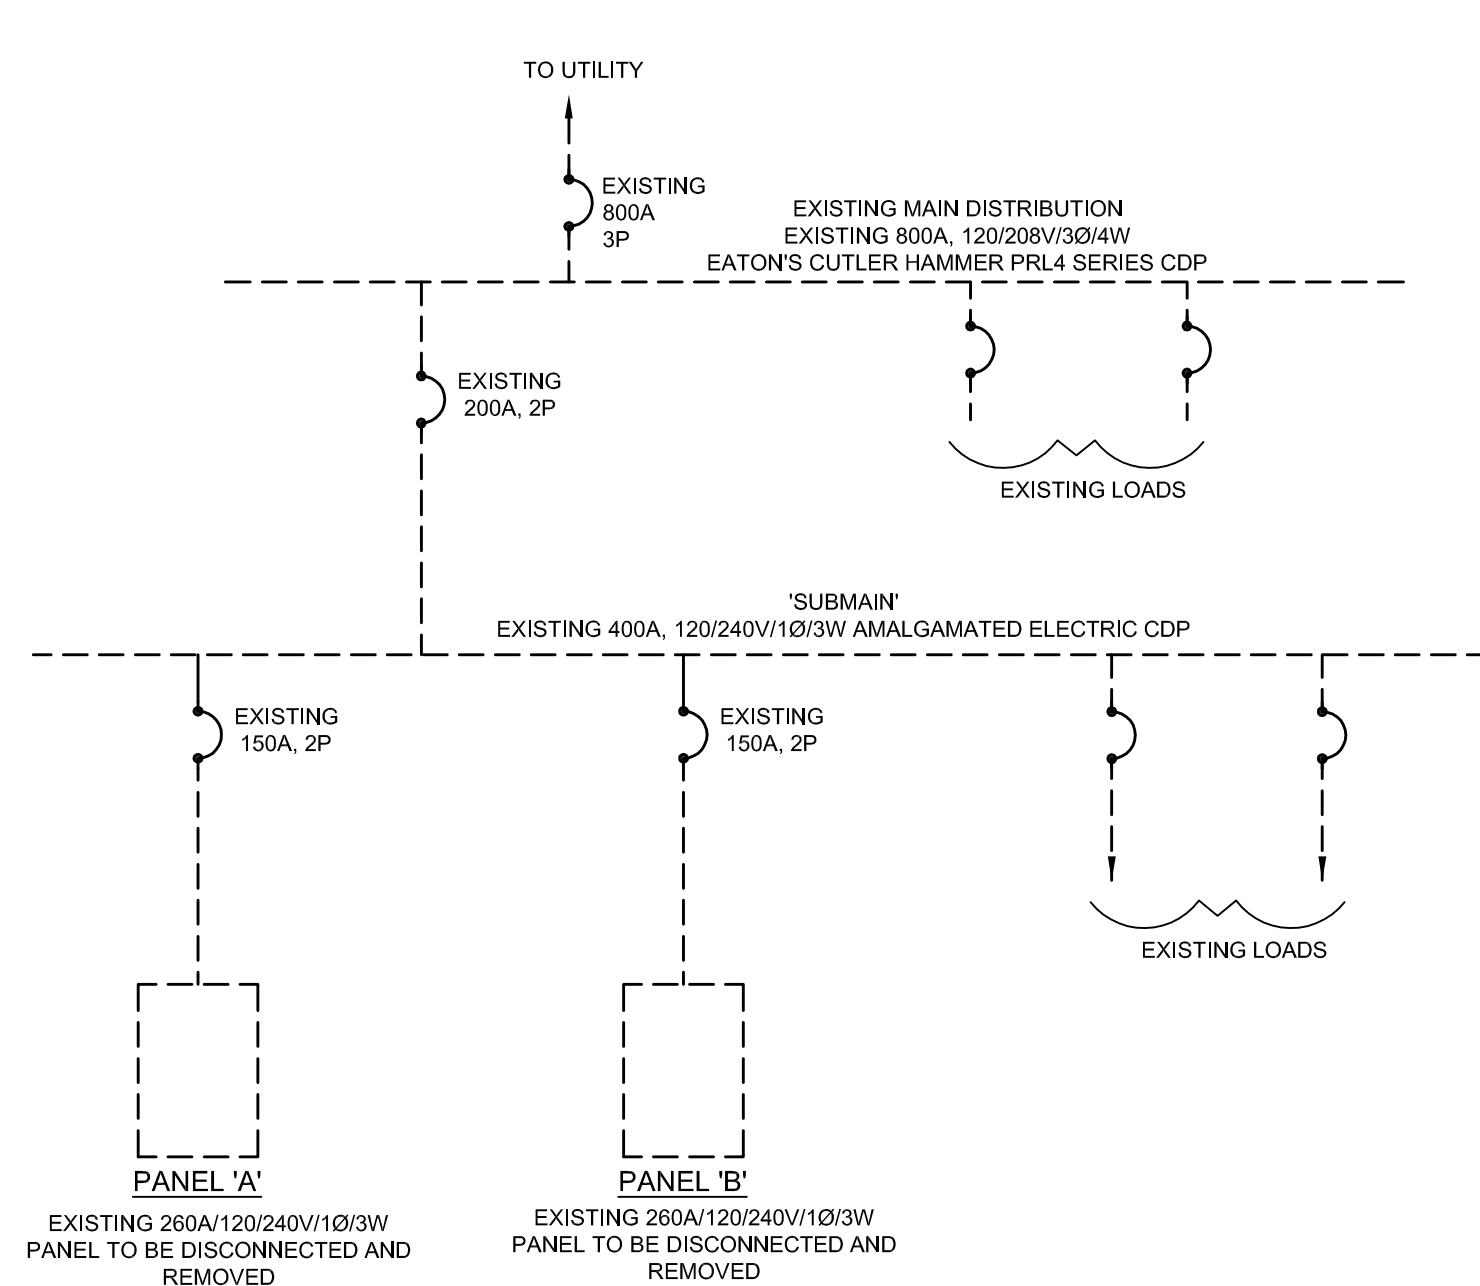 TO UTILITY
EXISTING
800A
3P
EXISTING MAIN DISTRIBUTION
EXISTING 800A, 120/208V/3Ø/4W
EATON'S CUTLER HAMMER PRL4 SERIES CDP
EXISTING
200A, 2P
EXISTING LOADS
'SUBMAIN'
EXISTING 400A, 120/240V/1Ø/3W AMALGAMATED ELECTRIC CDP
EXISTING
150A, 2P
EXISTING
150A, 2P
EXISTING LOADS
PANEL 'A'
EXISTING 260A/120/240V/1Ø/3W
PANEL TO BE DISCONNECTED AND
REMOVED
PANEL 'B'
EXISTING 260A/120/240V/1Ø/3W
PANEL TO BE DISCONNECTED AND
REMOVED